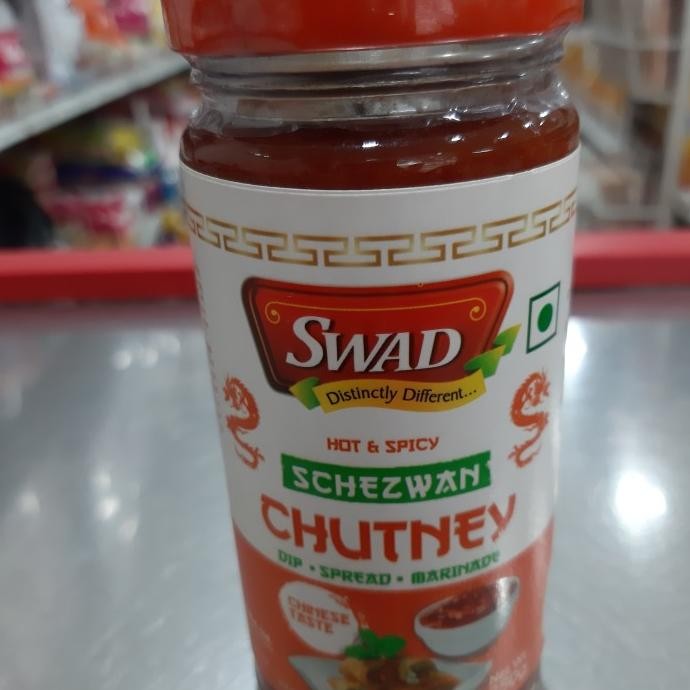 SWAD
Distinctly Different...
HOT & SPICY
SCHEZWAN
CHUTNEY
DIP • SPREAD • MARINADE
CHINESE
TASTE